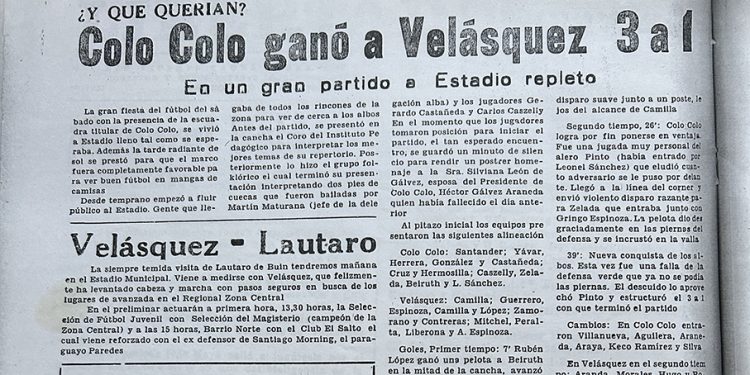 ¿Y QUE QUERIAN?
Colo Colo ganó a Velásquez 3 a 1
En un gran partido a Estadio repleto
La gran fiesta del fútbol del sá
bado con la presencia de la escua
dra titular de Colo Colo, se vivió
a Estadio lleno tal como se espe-
raba. Además la tarde radiante de
sol se prestó para que el marco
fuera completamente favorable pa
ra ver buen fútbol en mangas de
camisas
Desde temprano empezó a fluir
público al Estadio. Gente que lle-
gaba de todos los rincones de la
zona para ver de cerca a los albos
Antes del partido, se presentó en
la cancha el Coro del Instituto Pe
dagógico para interpretar los me-
jores temas de su repertorio. Pos-
teriormente lo hizo el grupo fol-
klórico el cual terminó su presen-
tación interpretando dos pies de
cuecas que fueron bailadas por
Martín Maturana (jefe de la dele
gación alba) y los jugadores Ge-
rardo Castañeda y Carlos Caszelly
En el momento que los jugadores
tomaron posición para iniciar el
partido, el tan esperado encuen-
tro, se guardó un minuto de silen
cio para rendir un postrer homena-
je a la Sra. Silviana León de
Gálvez, esposa del Presidente de
Colo Colo, Héctor Gálvez Araneda
quien había fallecido el día ante-
rior
Al pitazo inicial los equipos pre
sentaron las siguientes alineación
Colo Colo: Santander; Yávar,
Herrera, González y Castañeda;
Cruz y Hermosilla; Caszelly, Zela-
da, Beiruth y L. Sánchez.
Velásquez: Camilla; Guerrero,
Espinoza, Camilla y López; Zamo-
rano y Contreras; Mitchel, Peral-
ta, Liberona y A. Espinoza.
Goles, Primer tiempo: 7' Rubén
López ganó una pelota a Beiruth
en la mitad de la cancha, avanzó
disparo suave junto a un poste, le
jos del alcance de Camilla
Segundo tiempo, 26': Colo Colo
logra por fin ponerse en ventaja
Fue una jugada muy personal del
alero Pinto (había entrado por
Leonel Sánchez) que eludió cuan-
to adversario se le puso por delan
te. Llegó a la línea del corner y
envió violento disparo razante pa-
ra Zelada que entraba junto con
Gringo Espinoza. La pelota dio des
graciadamente en las piernas del
defensa y se incrustó en la valla
39': Nueva conquista de los al-
bos. Esta vez fue una falla de la
defensa verde que ya no se podía
las piernas. El descuido lo aprove
chó Pinto y estructuró el 3 a 1
con que terminó el partido
Cambios: En Colo Colo entra-
ron Villanueva, Aguilera, Arane-
da, Araya, Keco Ramírez y Silva
En Velásquez en el segundo tiem
Velásquez - Lautaro
La siempre temida visita de Lautaro de Buin tendremos mañana
en el Estadio Municipal. Viene a medirse con Velásquez, que felizmen-
te ha levantado cabeza y marcha con pasos seguros en busca de los
lugares de avanzada en el Regional Zona Central
En el preliminar actuarán a primera hora, 13,30 horas, la Selec-
ción de Fútbol Juvenil con Selección del Magisterio (campeón de la
Zona Central) y a las 15 horas, Barrio Norte con el Club El Salto el
cual viene reforzado con el ex defensor de Santiago Morning, el para-
guayo Paredes